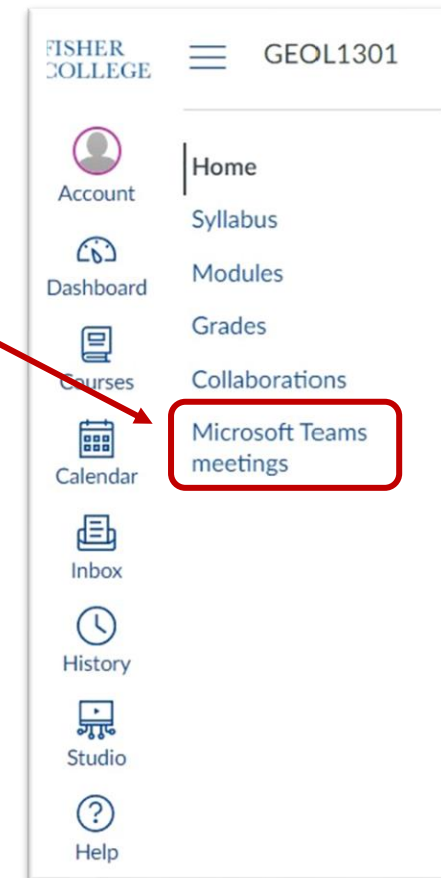 FISHER
COLLEGE
GEOL1301
Account
Dashboard
Courses
Calendar
Inbox
History
Studio
Help
Home
Syllabus
Modules
Grades
Collaborations
Microsoft Teams
meetings